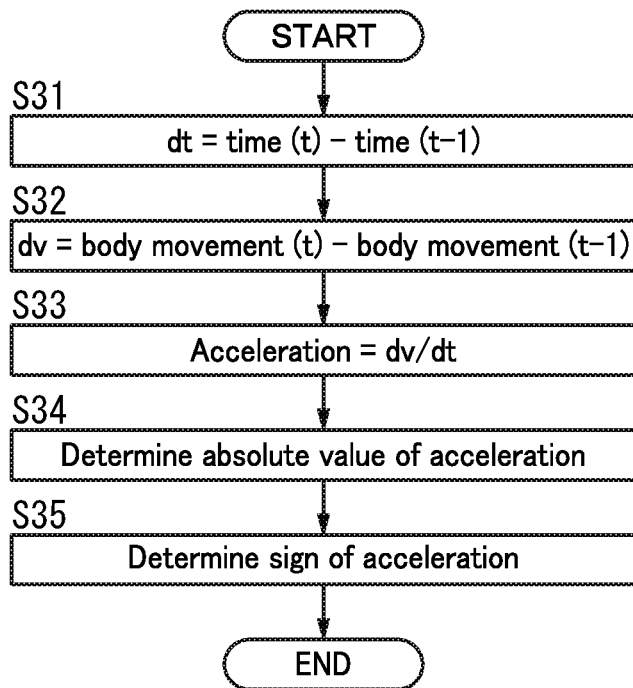 START
S31
dt = time (t) − time (t−1)
S32
dv = body movement (t) − body movement (t−1)
S33
Acceleration = dv/dt
S34
Determine absolute value of acceleration
S35
Determine sign of acceleration
END